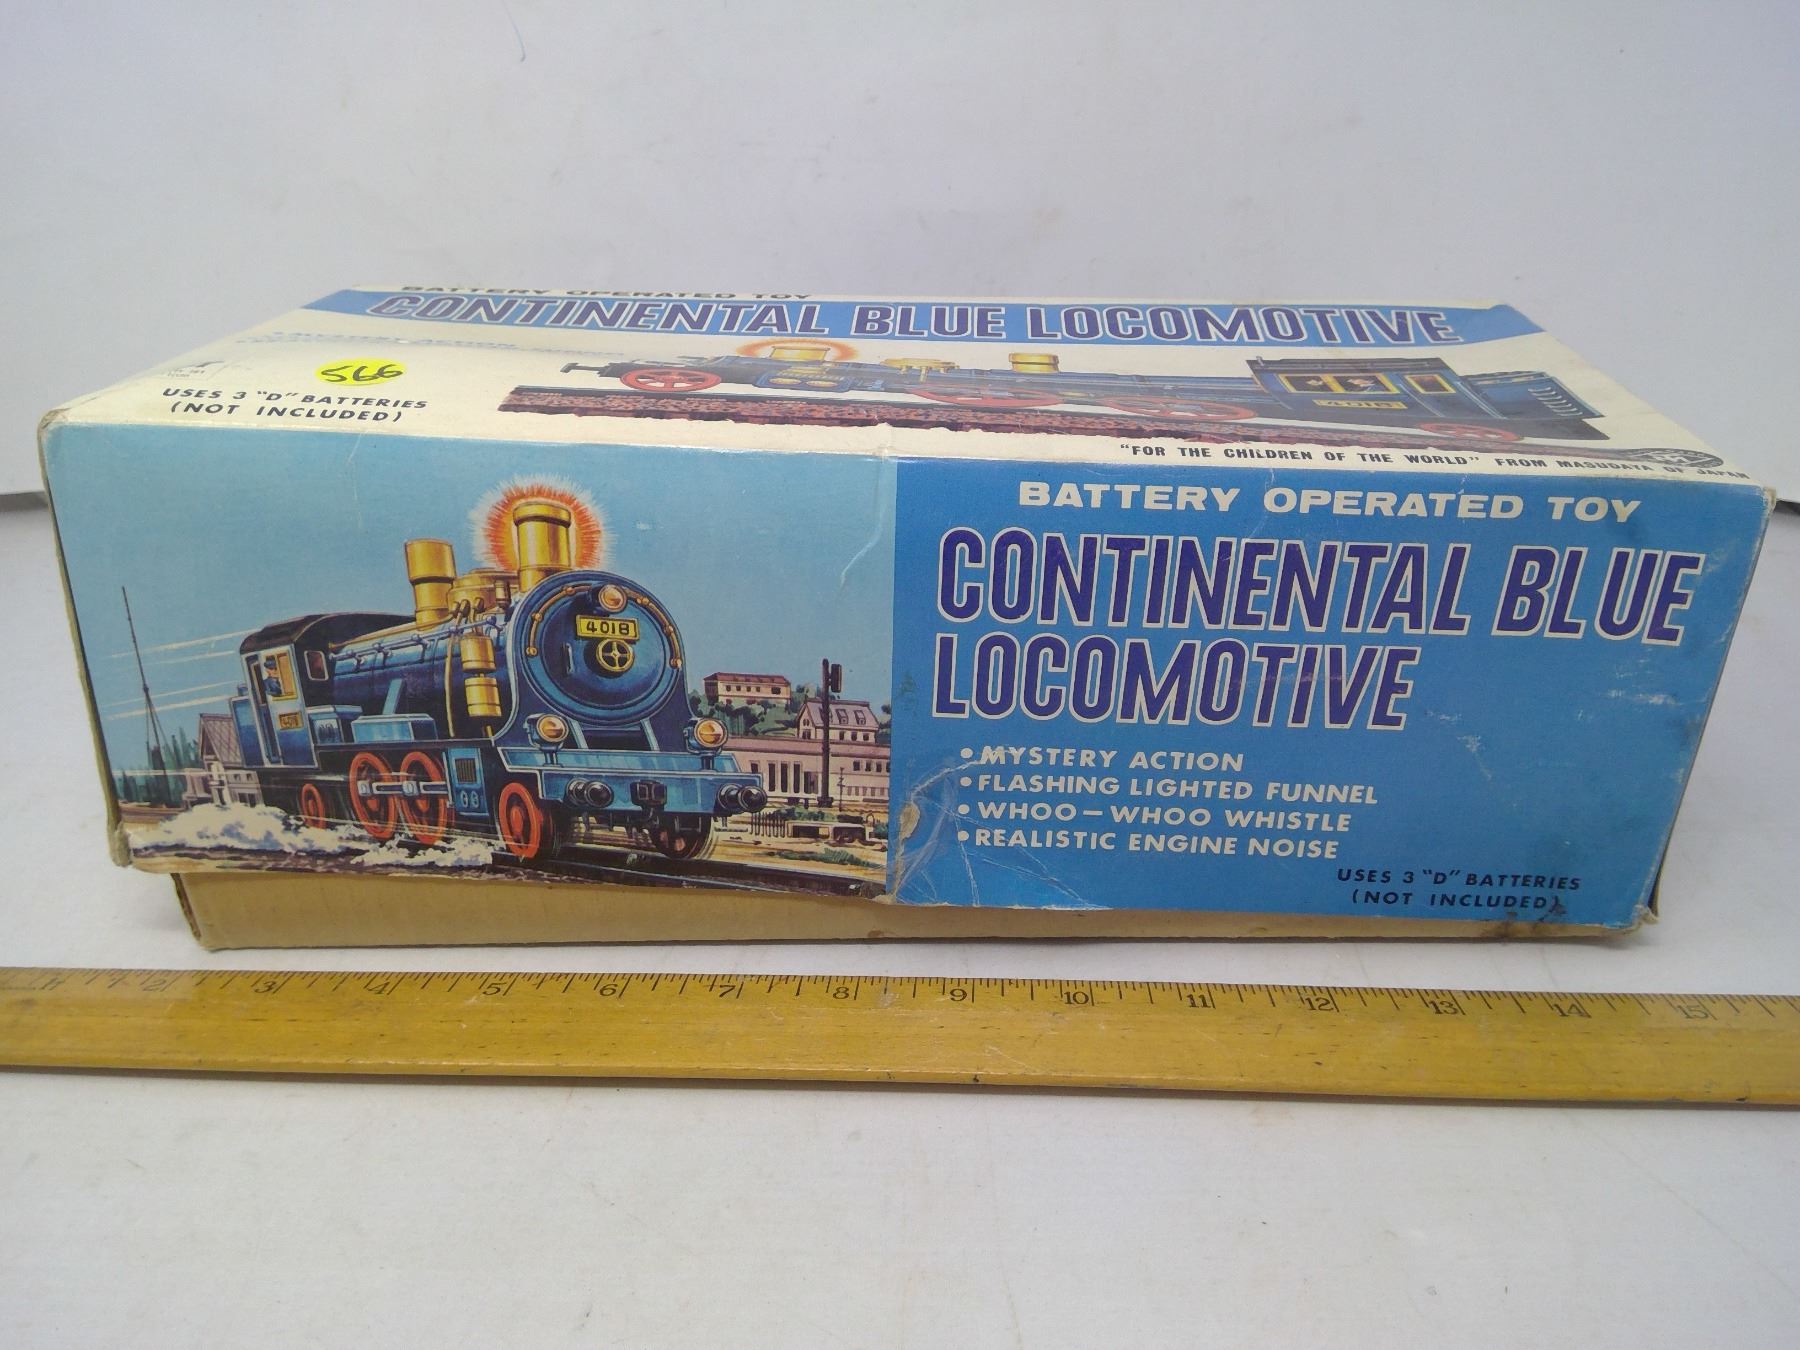 BATTERY OPERATED TOY
CONTINENTAL BLUE LOCOMOTIVE
MYSTERY ACTION
566
USES 3 "D" BATTERIES
(NOT INCLUDED)
4018
"FOR THE CHILDREN OF THE WORLD" FROM MASUDAYA OF JAPAN
4018
BATTERY OPERATED TOY
CONTINENTAL BLUE
LOCOMOTIVE
• MYSTERY ACTION
• FLASHING LIGHTED FUNNEL
• WHOO-WHOO WHISTLE
• REALISTIC ENGINE NOISE
USES 3 "D" BATTERIES
(NOT INCLUDED)
2 3 4 5 6 7 8 9 10 11 12 13 14 15